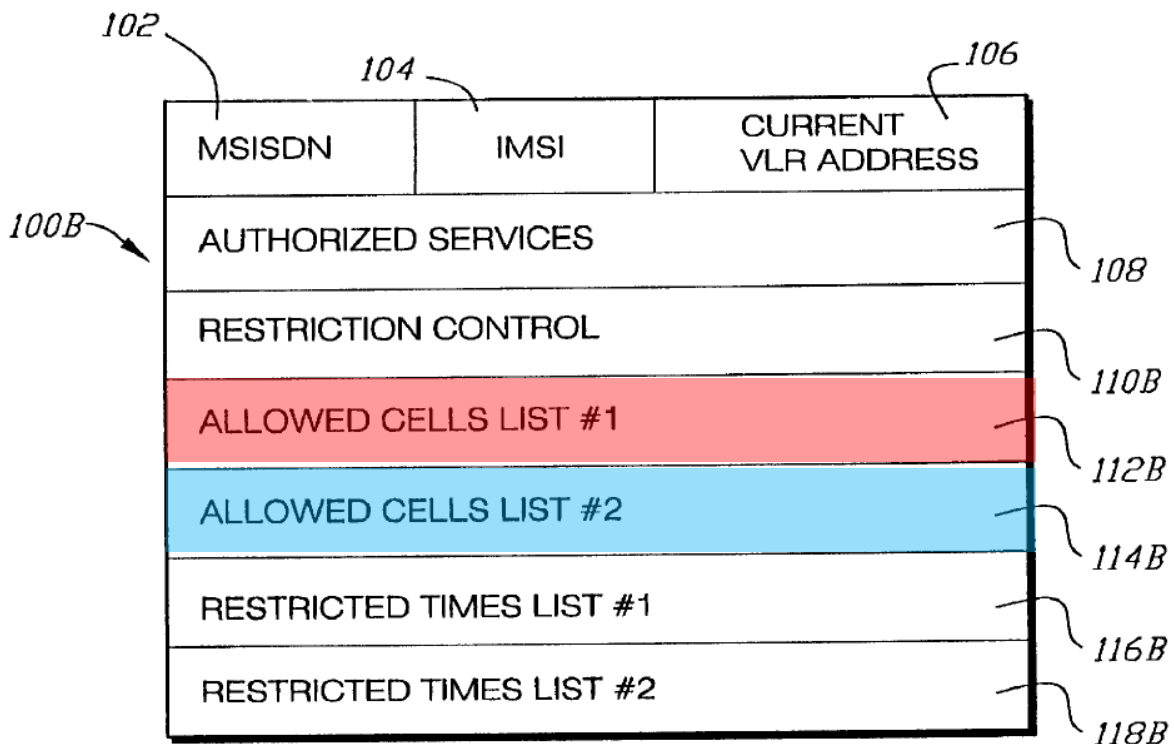 102
104
106
MSISDN
IMSI
CURRENT
VLR ADDRESS
100B
AUTHORIZED SERVICES
108
RESTRICTION CONTROL
110B
ALLOWED CELLS LIST #1
112B
ALLOWED CELLS LIST #2
114B
RESTRICTED TIMES LIST #1
116B
RESTRICTED TIMES LIST #2
118B